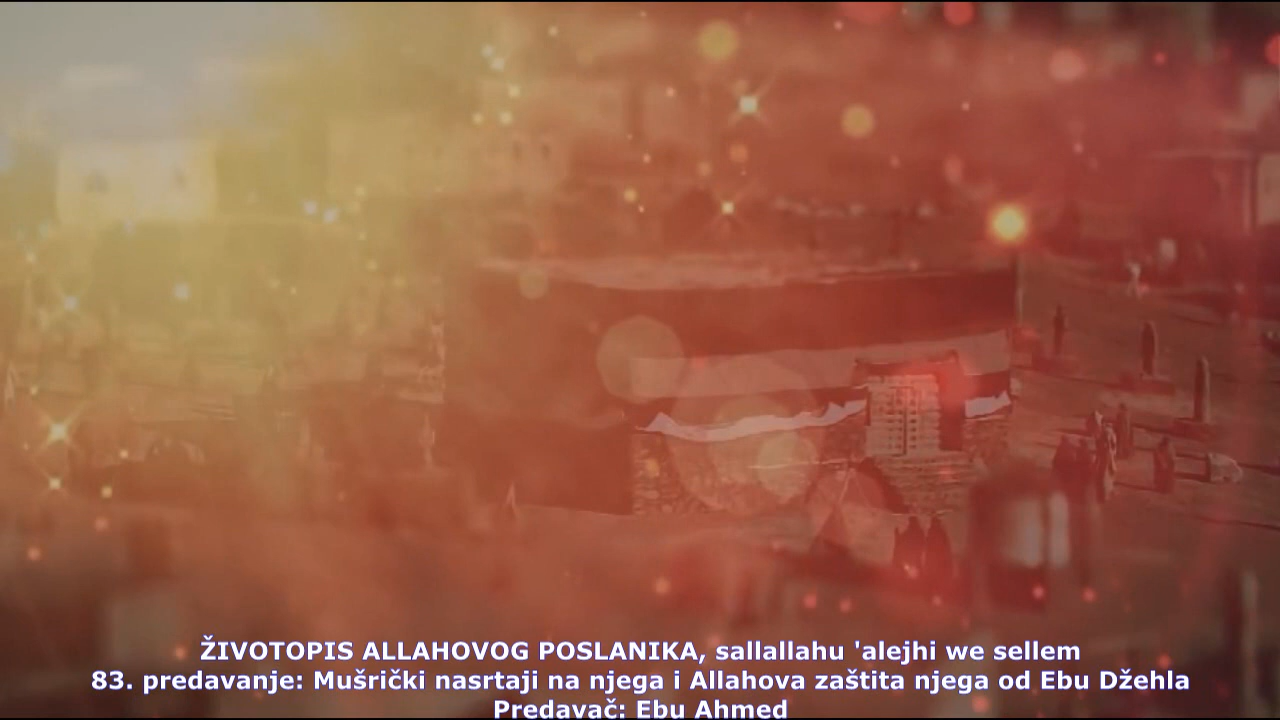 ŽIVOTOPIS ALLAHOVOG POSLANIKA, sallallahu 'alejhi we sellem
83. predavanje: Mušrički nasrtaji na njega i Allahova zaštita njega od Ebu Džehla
Predavač: Ebu Ahmed